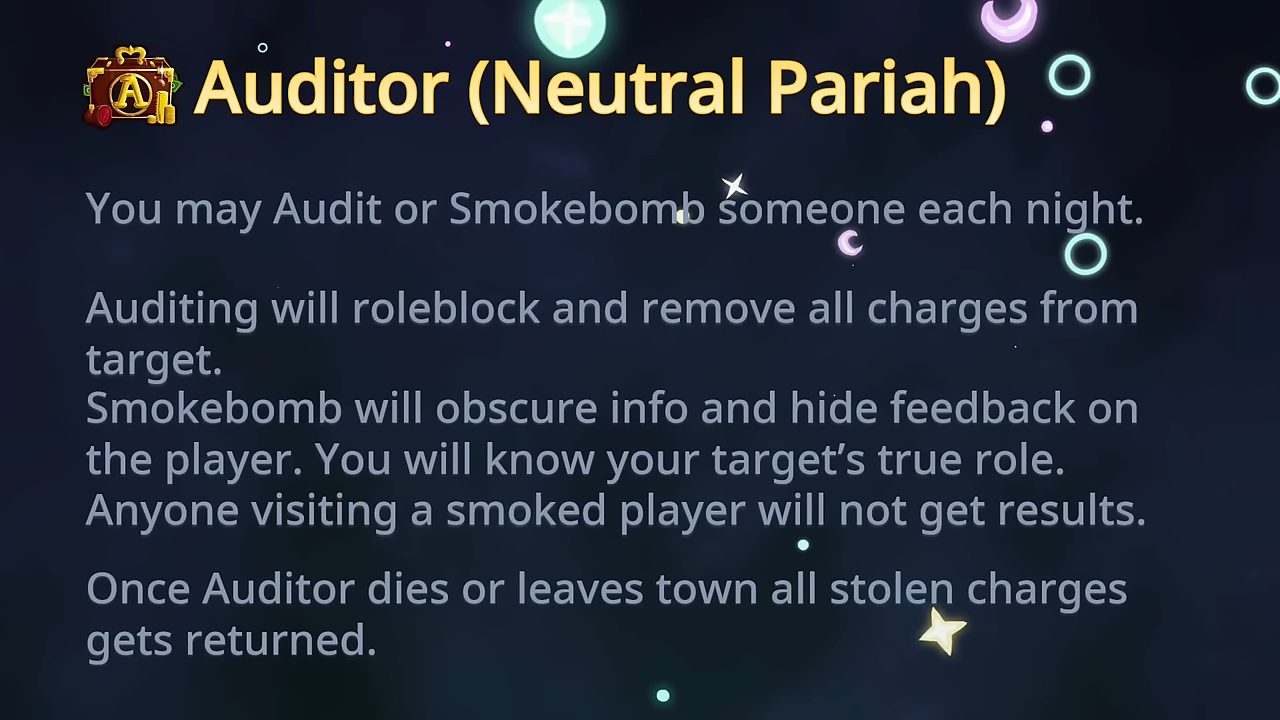 A
Auditor (Neutral Pariah)
You may Audit or Smokebomb someone each night.
Auditing will roleblock and remove all charges from
target.
Smokebomb will obscure info and hide feedback on
the player. You will know your target’s true role.
Anyone visiting a smoked player will not get results.
Once Auditor dies or leaves town all stolen charges
gets returned.